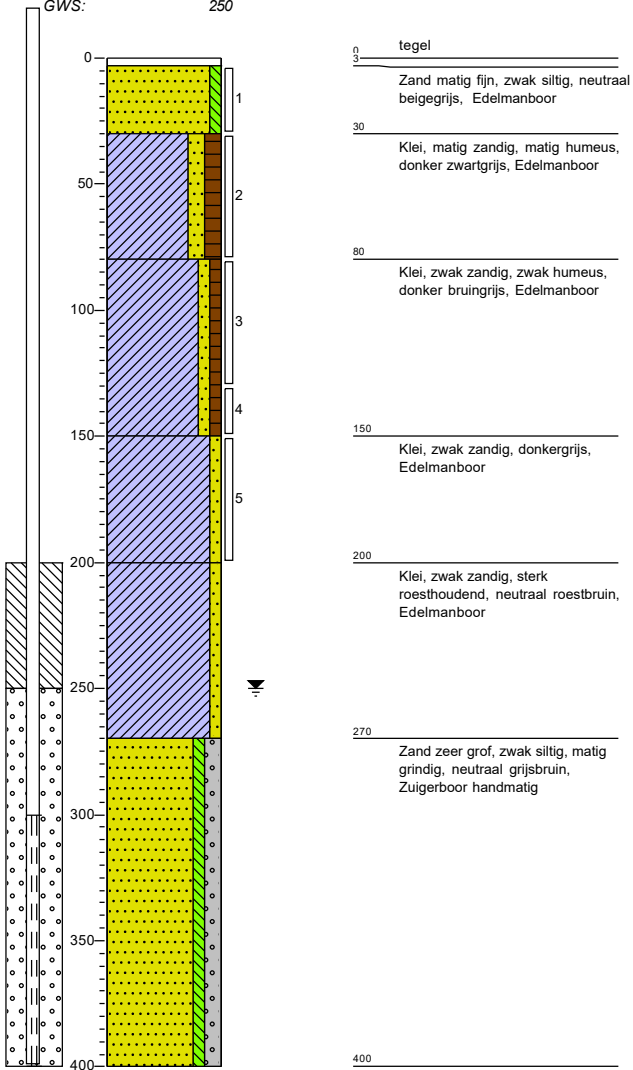 GWS: 250
0
50
100
150
200
250
300
350
400
1
2
3
4
5
0
tegel
3
Zand matig fijn, zwak siltig, neutraal
beigegrijs, Edelmanboor
30
Klei, matig zandig, matig humeus,
donker zwartgrijs, Edelmanboor
80
Klei, zwak zandig, zwak humeus,
donker bruingrijs, Edelmanboor
150
Klei, zwak zandig, donkergrijs,
Edelmanboor
200
Klei, zwak zandig, sterk
roesthoudend, neutraal roestbruin,
Edelmanboor
270
Zand zeer grof, zwak siltig, matig
grindig, neutraal grijsbruin,
Zuigerboor handmatig
400